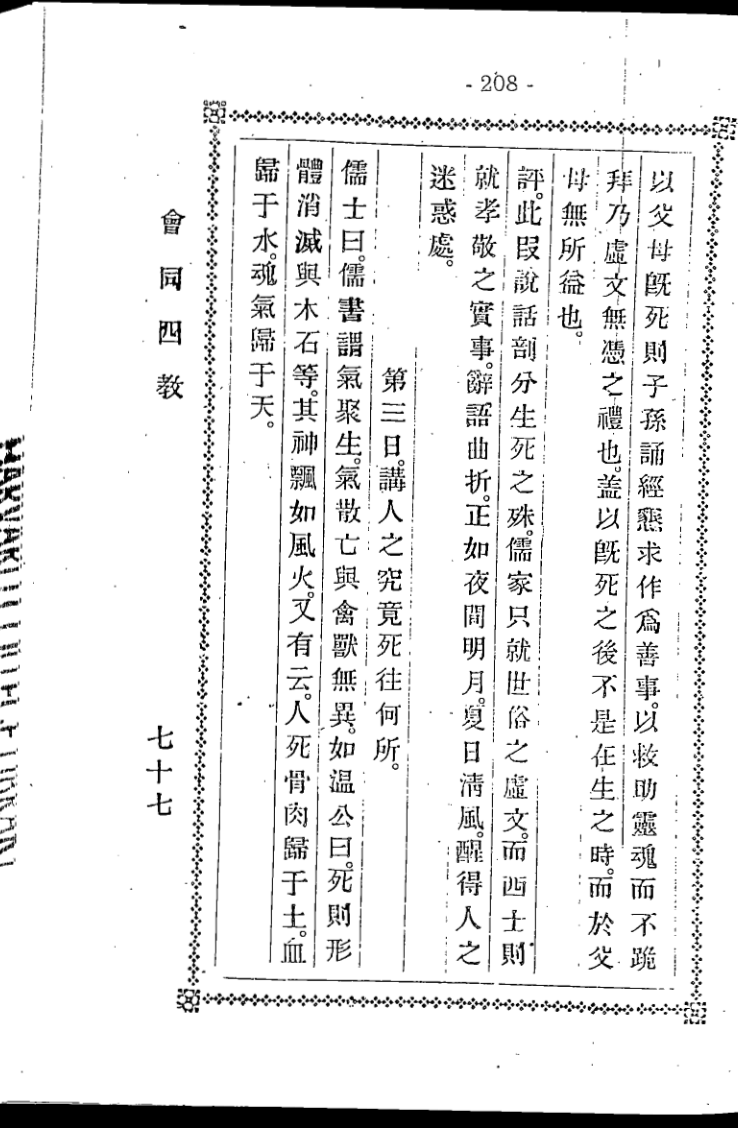 - 208 -
以父母既死則子孫誦經懇求作爲善事。以救助靈魂而不跪
拜乃虛文無憑之禮也。盖以既死之後不是在生之時。而於父
母無所益也。
評。此段說話剖分生死之殊。儒家只就世俗之虛文。而西士則
就孝敬之實事。辭語曲折。正如夜間明月。夏日淸風。醒得人之
迷惑處。
第三日。講人之究竟死往何所。
儒士曰。儒書謂氣聚生。氣散亡與禽獸無異。如温公曰。死則形
體消滅與木石等。其神飄如風火。又有云。人死骨肉歸于土。血
歸于水。魂氣歸于天。
會同四教
七十七